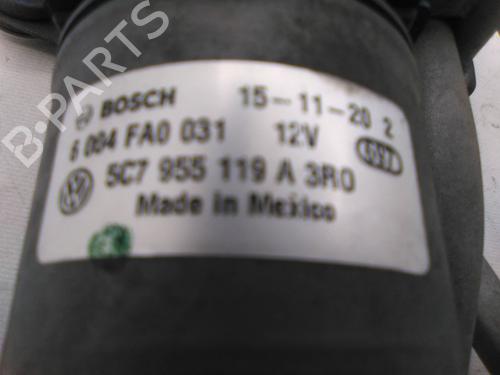 B-PARTS
BOSCH 15-11-20 2
6 004 FA0 031 12V
5C7 955 119 A 3R0
Made in Mexico